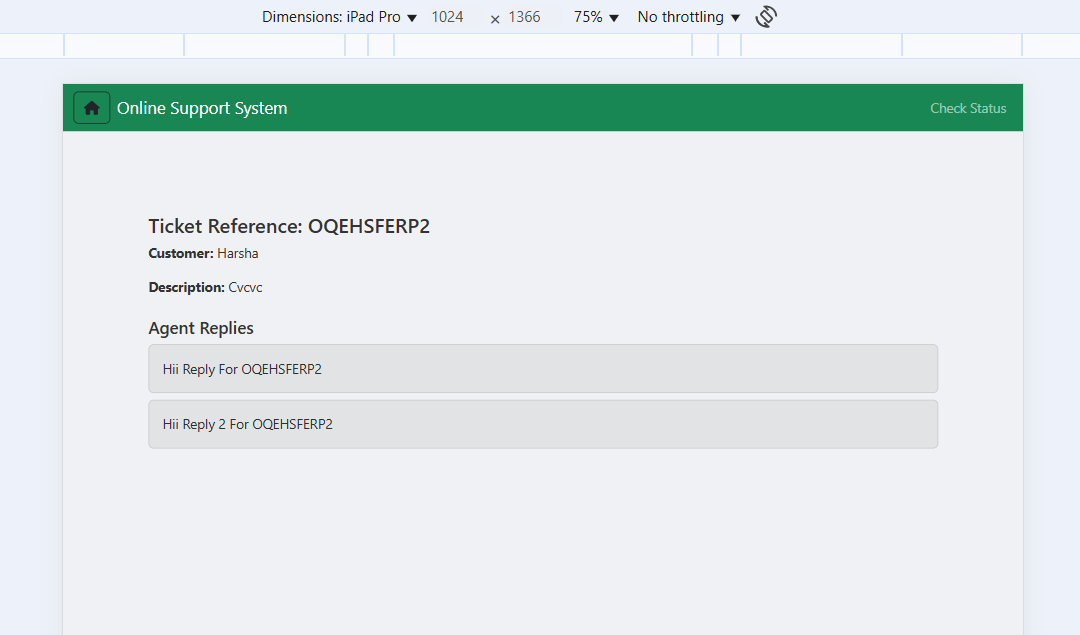 Dimensions: iPad Pro 1024 × 1366 75% No throttling
Online Support System Check Status
Ticket Reference: OQEHSFERP2
Customer: Harsha
Description: Cvcvc
Agent Replies
Hii Reply For OQEHSFERP2
Hii Reply 2 For OQEHSFERP2